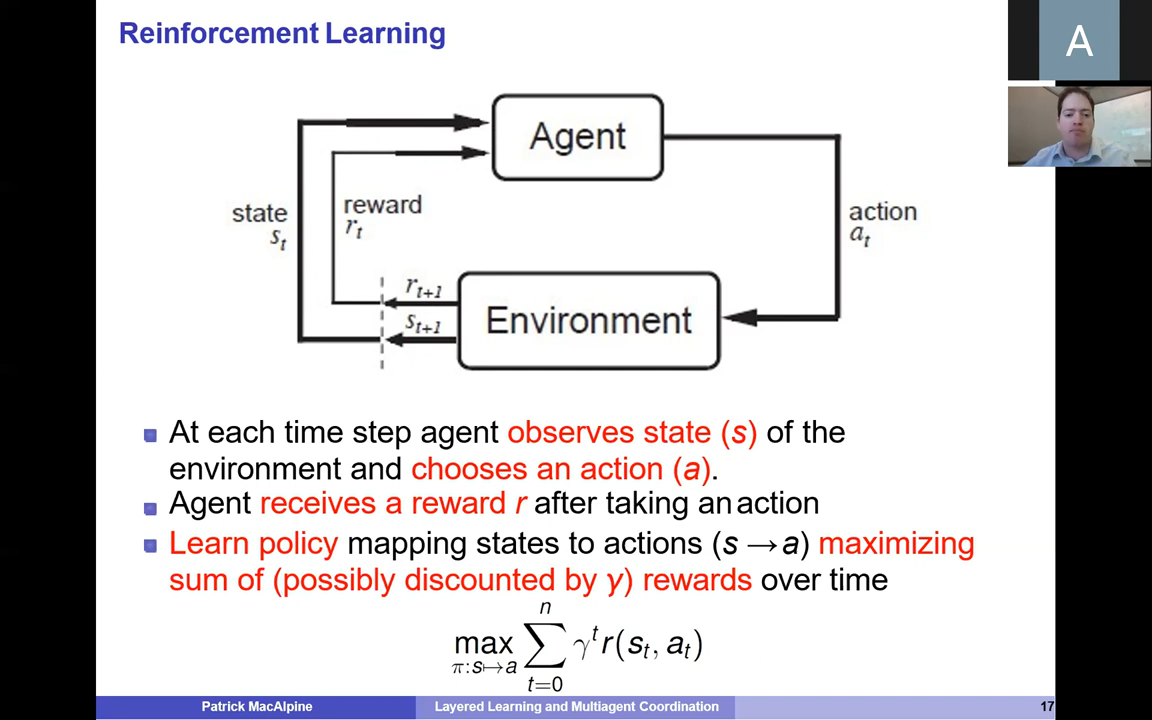 Reinforcement Learning
A
Agent
state
s_t
reward
r_t
action
a_t
r_{t+1}
s_{t+1}
Environment
At each time step agent observes state (s) of the
environment and chooses an action (a).
Agent receives a reward r after taking an action
Learn policy mapping states to actions (s → a) maximizing
sum of (possibly discounted by γ) rewards over time
max_{π:s↦a} ∑_{t=0}^{n} γ^t r(s_t, a_t)
Patrick MacAlpine
Layered Learning and Multiagent Coordination
17